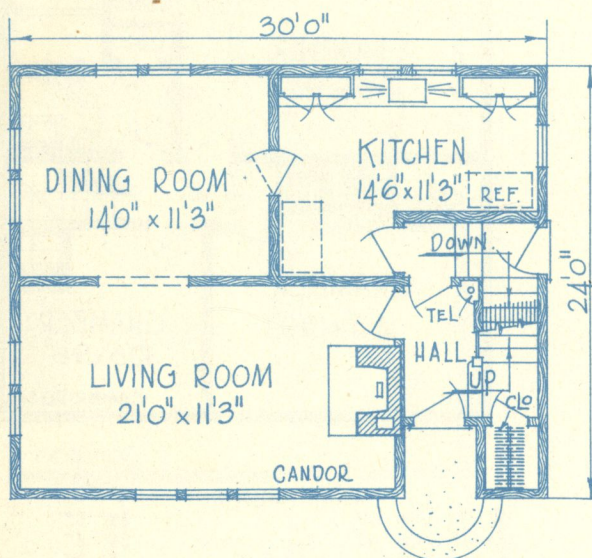 30'0"
DINING ROOM
14'0" x 11'3"
KITCHEN
14'6" x 11'3"
REF.
DOWN
24'0"
TEL
HALL
UP
CLO
LIVING ROOM
21'0" x 11'3"
CANDOR